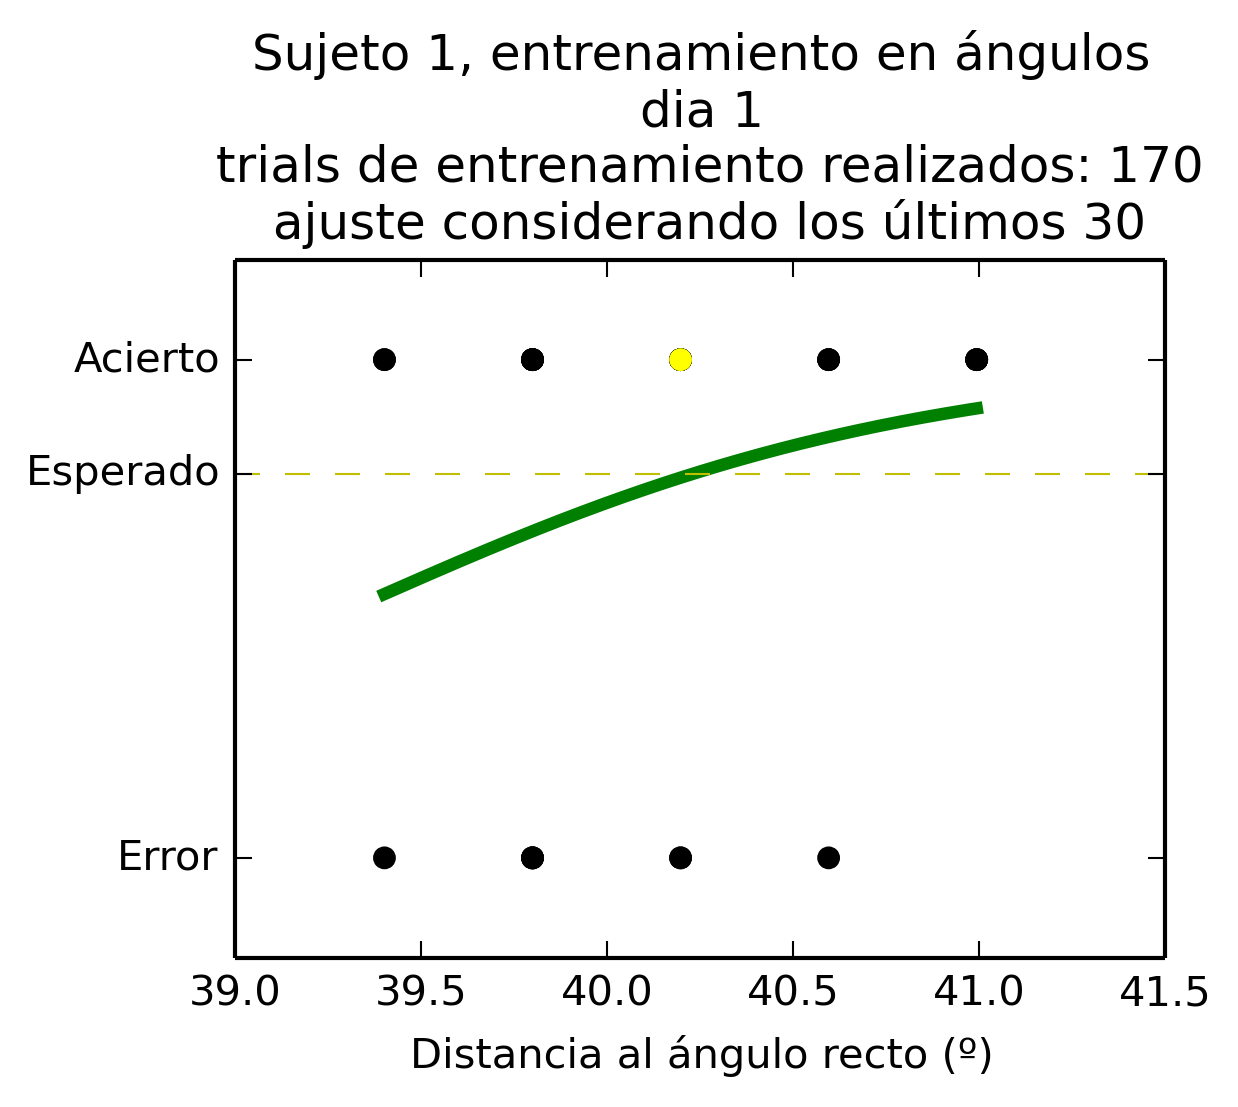 Sujeto 1, entrenamiento en ángulos
dia 1
trials de entrenamiento realizados: 170
ajuste considerando los últimos 30
Acierto
Esperado
Error
39.0 39.5 40.0 40.5 41.0 41.5
Distancia al ángulo recto (º)